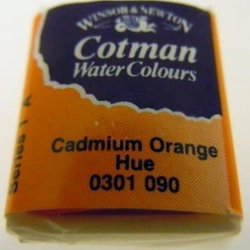 WINSOR & NEWTON
Cotman
Water Colours
Cadmium Orange
Hue
0301 090